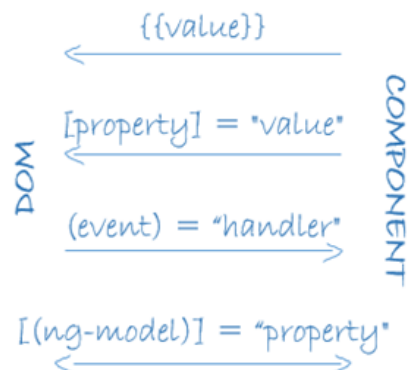 {{value}}
[property] = "value"
DOM
COMPONENT
(event) = "handler"
[(ng-model)] = "property"